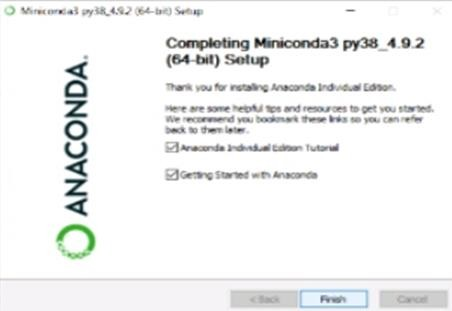 Miniconda3 py38_4.9.2 (64-bit) Setup
Completing Miniconda3 py38_4.9.2
(64-bit) Setup
Thank you for installing Anaconda Individual Edition.
Here are some helpful tips and resources to get you started.
We recommend you bookmark these links so you can refer
back to them later.
Anaconda Individual Edition Tutorial
Getting Started with Anaconda
ANACONDA.
< Back
Finish
Cancel